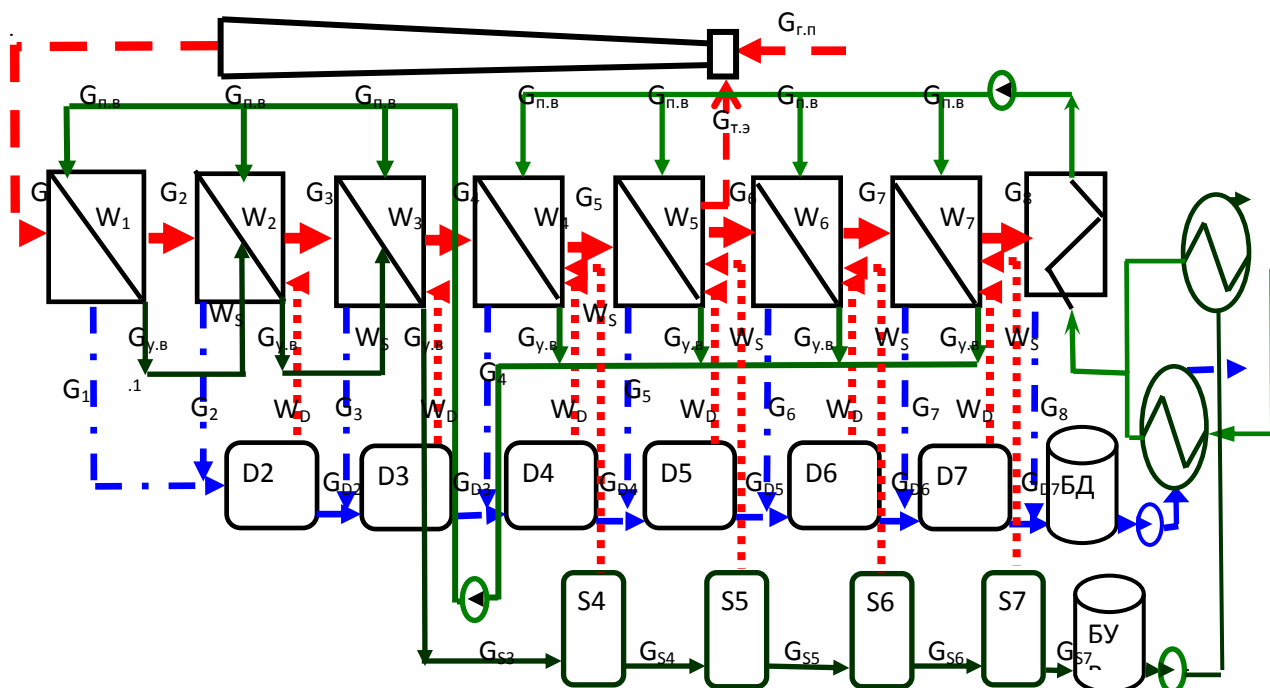 Gг.п
Gп.в Gп.в Gп.в Gп.в Gп.в Gп.в Gп.в
Gт.э
G G2 G3 G4 G5 G6 G7 G8
W1 W2 W3 W4 W5 W6 W7
WS WS WS WS WS
Gу.в Gу.в Gу.в Gу.в Gу.в Gу.в Gу.в
.1
G1 G2 G3 G4 G5 G6 G7 G8
WD WD WD WD WD WD
D2 D3 D4 D5 D6 D7 БД
GD2 GD3 GD4 GD5 GD6 GD7
S4 S5 S6 S7 БУ
GS3 GS4 GS5 GS6 GS7